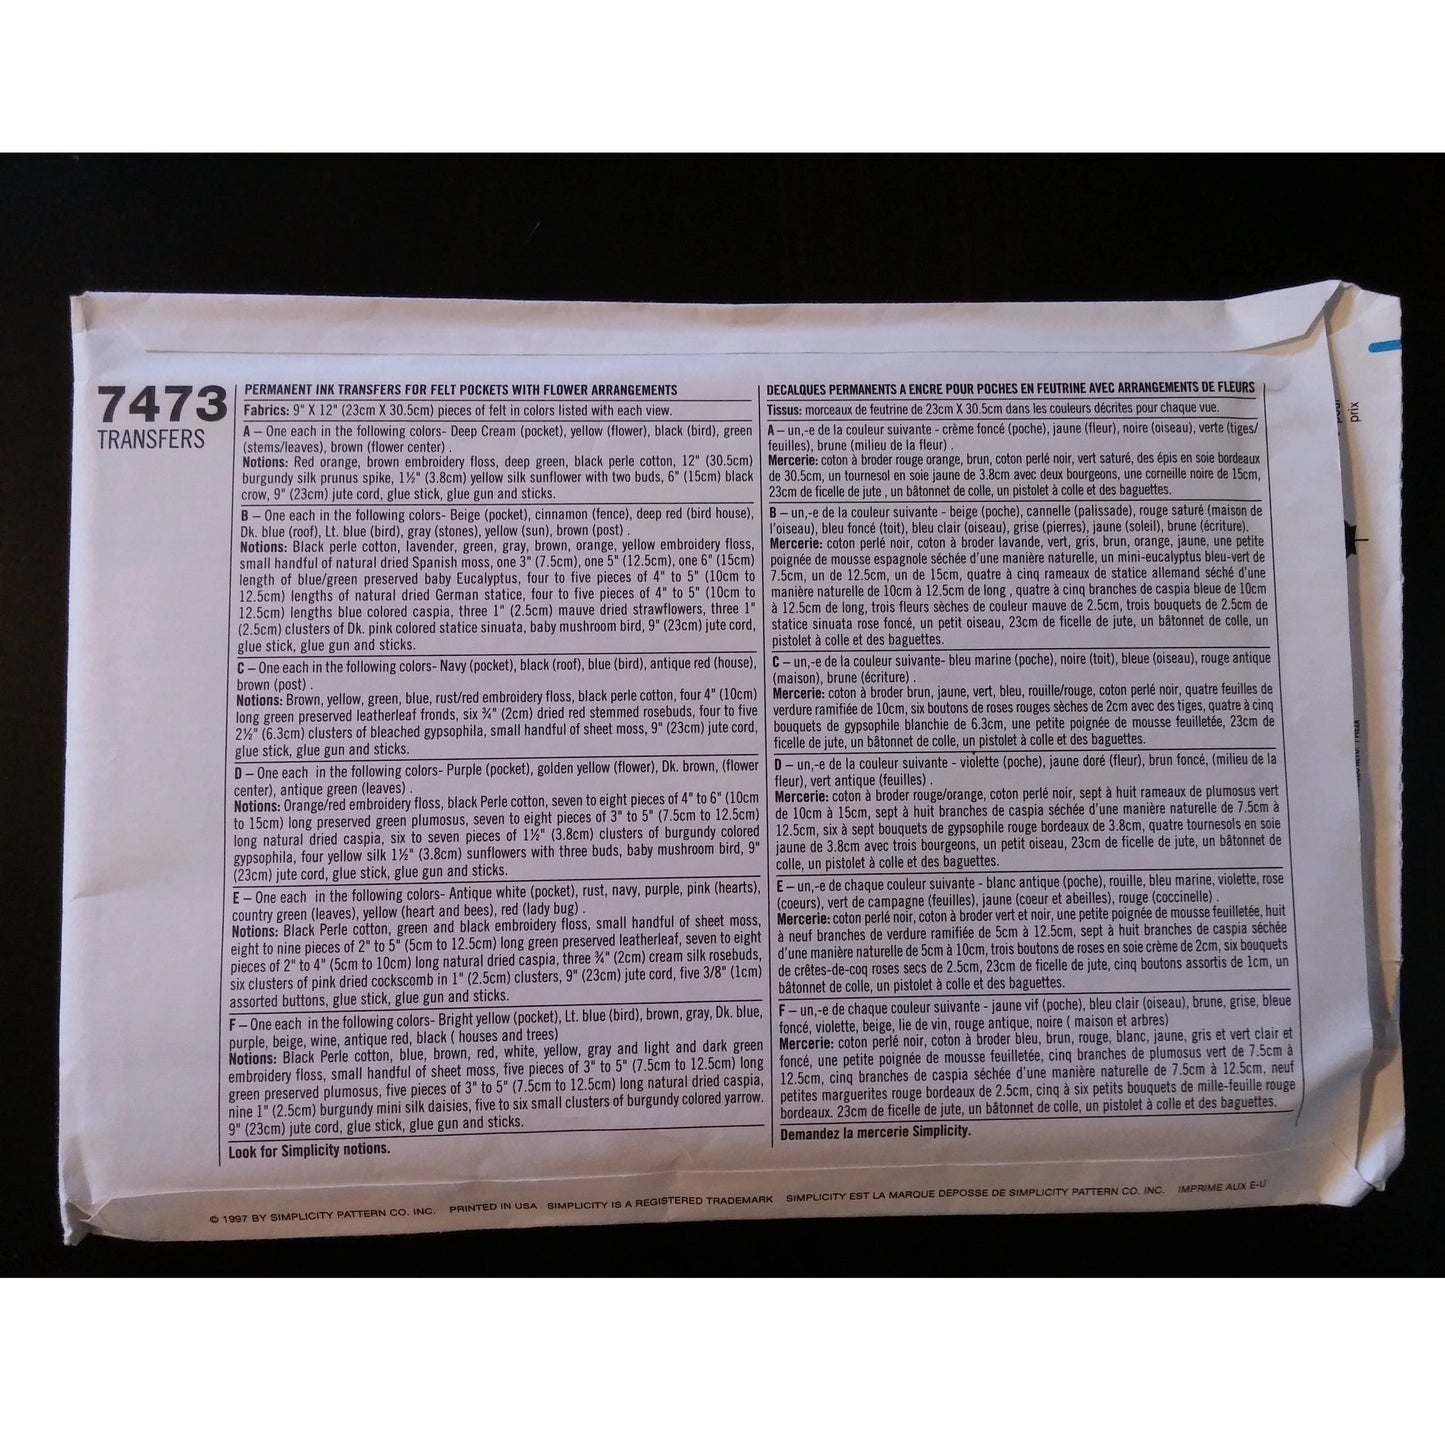 7473
TRANSFERS
PERMANENT INK TRANSFERS FOR FELT POCKETS WITH FLOWER ARRANGEMENTS
Fabrics: 9" X 12" (23cm X 30.5cm) pieces of felt in colors listed with each view.
A – One each in the following colors- Deep Cream (pocket), yellow (flower), black (bird), green
(stems/leaves), brown (flower center) .
Notions: Red orange, brown embroidery floss, deep green, black perle cotton, 12" (30.5cm)
burgundy silk prunus spike, 1½" (3.8cm) yellow silk sunflower with two buds, 6" (15cm) black
crow, 9" (23cm) jute cord, glue stick, glue gun and sticks.
B – One each in the following colors- Beige (pocket), cinnamon (fence), deep red (bird house),
Dk. blue (roof), Lt. blue (bird), gray (stones), yellow (sun), brown (post) .
Notions: Black perle cotton, lavender, green, gray, brown, orange, yellow embroidery floss,
small handful of natural dried Spanish moss, one 3" (7.5cm), one 5" (12.5cm), one 6" (15cm)
length of blue/green preserved baby Eucalyptus, four to five pieces of 4" to 5" (10cm to
12.5cm) lengths of natural dried German statice, four to five pieces of 4" to 5" (10cm to
12.5cm) lengths blue colored caspia, three 1" (2.5cm) mauve dried strawflowers, three 1"
(2.5cm) clusters of Dk. pink colored statice sinuata, baby mushroom bird, 9" (23cm) jute cord,
glue stick, glue gun and sticks.
C – One each in the following colors- Navy (pocket), black (roof), blue (bird), antique red (house),
brown (post) .
Notions: Brown, yellow, green, blue, rust/red embroidery floss, black perle cotton, four 4" (10cm)
long green preserved leatherleaf fronds, six ¾" (2cm) dried red stemmed rosebuds, four to five
2½" (6.3cm) clusters of bleached gypsophila, small handful of sheet moss, 9" (23cm) jute cord,
glue stick, glue gun and sticks.
D – One each in the following colors- Purple (pocket), golden yellow (flower), Dk. brown, (flower
center), antique green (leaves) .
Notions: Orange/red embroidery floss, black Perle cotton, seven to eight pieces of 4" to 6" (10cm
to 15cm) long preserved green plumosus, seven to eight pieces of 3" to 5" (7.5cm to 12.5cm)
long natural dried caspia, six to seven pieces of 1½" (3.8cm) clusters of burgundy colored
gypsophila, four yellow silk 1½" (3.8cm) sunflowers with three buds, baby mushroom bird, 9"
(23cm) jute cord, glue stick, glue gun and sticks.
E – One each in the following colors- Antique white (pocket), rust, navy, purple, pink (hearts),
country green (leaves), yellow (heart and bees), red (lady bug) .
Notions: Black Perle cotton, green and black embroidery floss, small handful of sheet moss,
eight to nine pieces of 2" to 5" (5cm to 12.5cm) long green preserved leatherleaf, seven to eight
pieces of 2" to 4" (5cm to 10cm) long natural dried caspia, three ¾" (2cm) cream silk rosebuds,
six clusters of pink dried cockscomb in 1" (2.5cm) clusters, 9" (23cm) jute cord, five 3/8" (1cm)
assorted buttons, glue stick, glue gun and sticks.
F – One each in the following colors- Bright yellow (pocket), Lt. blue (bird), brown, gray, Dk. blue,
purple, beige, wine, antique red, black ( houses and trees)
Notions: Black Perle cotton, blue, brown, red, white, yellow, gray and light and dark green
embroidery floss, small handful of sheet moss, five pieces of 3" to 5" (7.5cm to 12.5cm) long
green preserved plumosus, five pieces of 3" to 5" (7.5cm to 12.5cm) long natural dried caspia,
nine 1" (2.5cm) burgundy mini silk daisies, five to six small clusters of burgundy colored yarrow.
9" (23cm) jute cord, glue stick, glue gun and sticks.
Look for Simplicity notions.
DECALQUES PERMANENTS A ENCRE POUR POCHES EN FEUTRINE AVEC ARRANGEMENTS DE FLEURS
Tissus: morceaux de feutrine de 23cm X 30.5cm dans les couleurs décrites pour chaque vue.
A – un,-e de la couleur suivante - crème foncé (poche), jaune (fleur), noire (oiseau), verte (tiges/
feuilles), brune (milieu de la fleur) .
Mercerie: coton à broder rouge orange, brun, coton perlé noir, vert saturé, des épis en soie bordeaux
de 30.5cm, un tournesol en soie jaune de 3.8cm avec deux bourgeons, une corneille noire de 15cm,
23cm de ficelle de jute , un bâtonnet de colle, un pistolet à colle et des baguettes.
B – un,-e de la couleur suivante - beige (poche), cannelle (palissade), rouge saturé (maison de
l'oiseau), bleu foncé (toit), bleu clair (oiseau), grise (pierres), jaune (soleil), brune (écriture).
Mercerie: coton perlé noir, coton à broder lavande, vert, gris, brun, orange, jaune, une petite
poignée de mousse espagnole séchée d'une manière naturelle, un mini-eucalyptus bleu-vert de
7.5cm, un de 12.5cm, un de 15cm, quatre à cinq rameaux de statice allemand séché d'une
manière naturelle de 10cm à 12.5cm de long , quatre à cinq branches de caspia bleue de 10cm
à 12.5cm de long, trois fleurs sèches de couleur mauve de 2.5cm, trois bouquets de 2.5cm de
statice sinuata rose foncé, un petit oiseau, 23cm de ficelle de jute, un bâtonnet de colle, un
pistolet à colle et des baguettes.
C – un,-e de la couleur suivante- bleu marine (poche), noire (toit), bleue (oiseau), rouge antique
(maison), brune (écriture) .
Mercerie: coton à broder brun, jaune, vert, bleu, rouille/rouge, coton perlé noir, quatre feuilles de
verdure ramifiée de 10cm, six boutons de roses rouges sèches de 2cm avec des tiges, quatre à cinq
bouquets de gypsophile blanchie de 6.3cm, une petite poignée de mousse feuilletée, 23cm de
ficelle de jute, un bâtonnet de colle, un pistolet à colle et des baguettes.
D – un,-e de la couleur suivante - violette (poche), jaune doré (fleur), brun foncé, (milieu de la
fleur), vert antique (feuilles) .
Mercerie: coton à broder rouge/orange, coton perlé noir, sept à huit rameaux de plumosus vert
de 10cm à 15cm, sept à huit branches de caspia séchée d'une manière naturelle de 7.5cm à
12.5cm, six à sept bouquets de gypsophile rouge bordeaux de 3.8cm, quatre tournesols en soie
jaune de 3.8cm avec trois bourgeons, un petit oiseau, 23cm de ficelle de jute, un bâtonnet de
colle, un pistolet à colle et des baguettes.
E – un,-e de chaque couleur suivante - blanc antique (poche), rouille, bleu marine, violette, rose
(coeurs), vert de campagne (feuilles), jaune (coeur et abeilles), rouge (coccinelle) .
Mercerie: coton perlé noir, coton à broder vert et noir, une petite poignée de mousse feuilletée, huit
à neuf branches de verdure ramifiée de 5cm à 12.5cm, sept à huit branches de caspia séchée
d'une manière naturelle de 5cm à 10cm, trois boutons de roses en soie crème de 2cm, six bouquets
de crêtes-de-coq roses secs de 2.5cm, 23cm de ficelle de jute, cinq boutons assortis de 1cm, un
bâtonnet de colle, un pistolet à colle et des baguettes.
F – un,-e de chaque couleur suivante - jaune vif (poche), bleu clair (oiseau), brune, grise, bleue
foncé, violette, beige, lie de vin, rouge antique, noire ( maison et arbres)
Mercerie: coton perlé noir, coton à broder bleu, brun, rouge, blanc, jaune, gris et vert clair et
foncé, une petite poignée de mousse feuilletée, cinq branches de plumosus vert de 7.5cm à
12.5cm, cinq branches de caspia séchée d'une manière naturelle de 7.5cm à 12.5cm, neuf
petites marguerites rouge bordeaux de 2.5cm, cinq à six petits bouquets de mille-feuille rouge
bordeaux. 23cm de ficelle de jute, un bâtonnet de colle, un pistolet à colle et des baguettes.
Demandez la mercerie Simplicity.
© 1997 BY SIMPLICITY PATTERN CO. INC. PRINTED IN USA SIMPLICITY IS A REGISTERED TRADEMARK SIMPLICITY EST LA MARQUE DEPOSSE DE SIMPLICITY PATTERN CO. INC. IMPRIME AUX E-U
prix